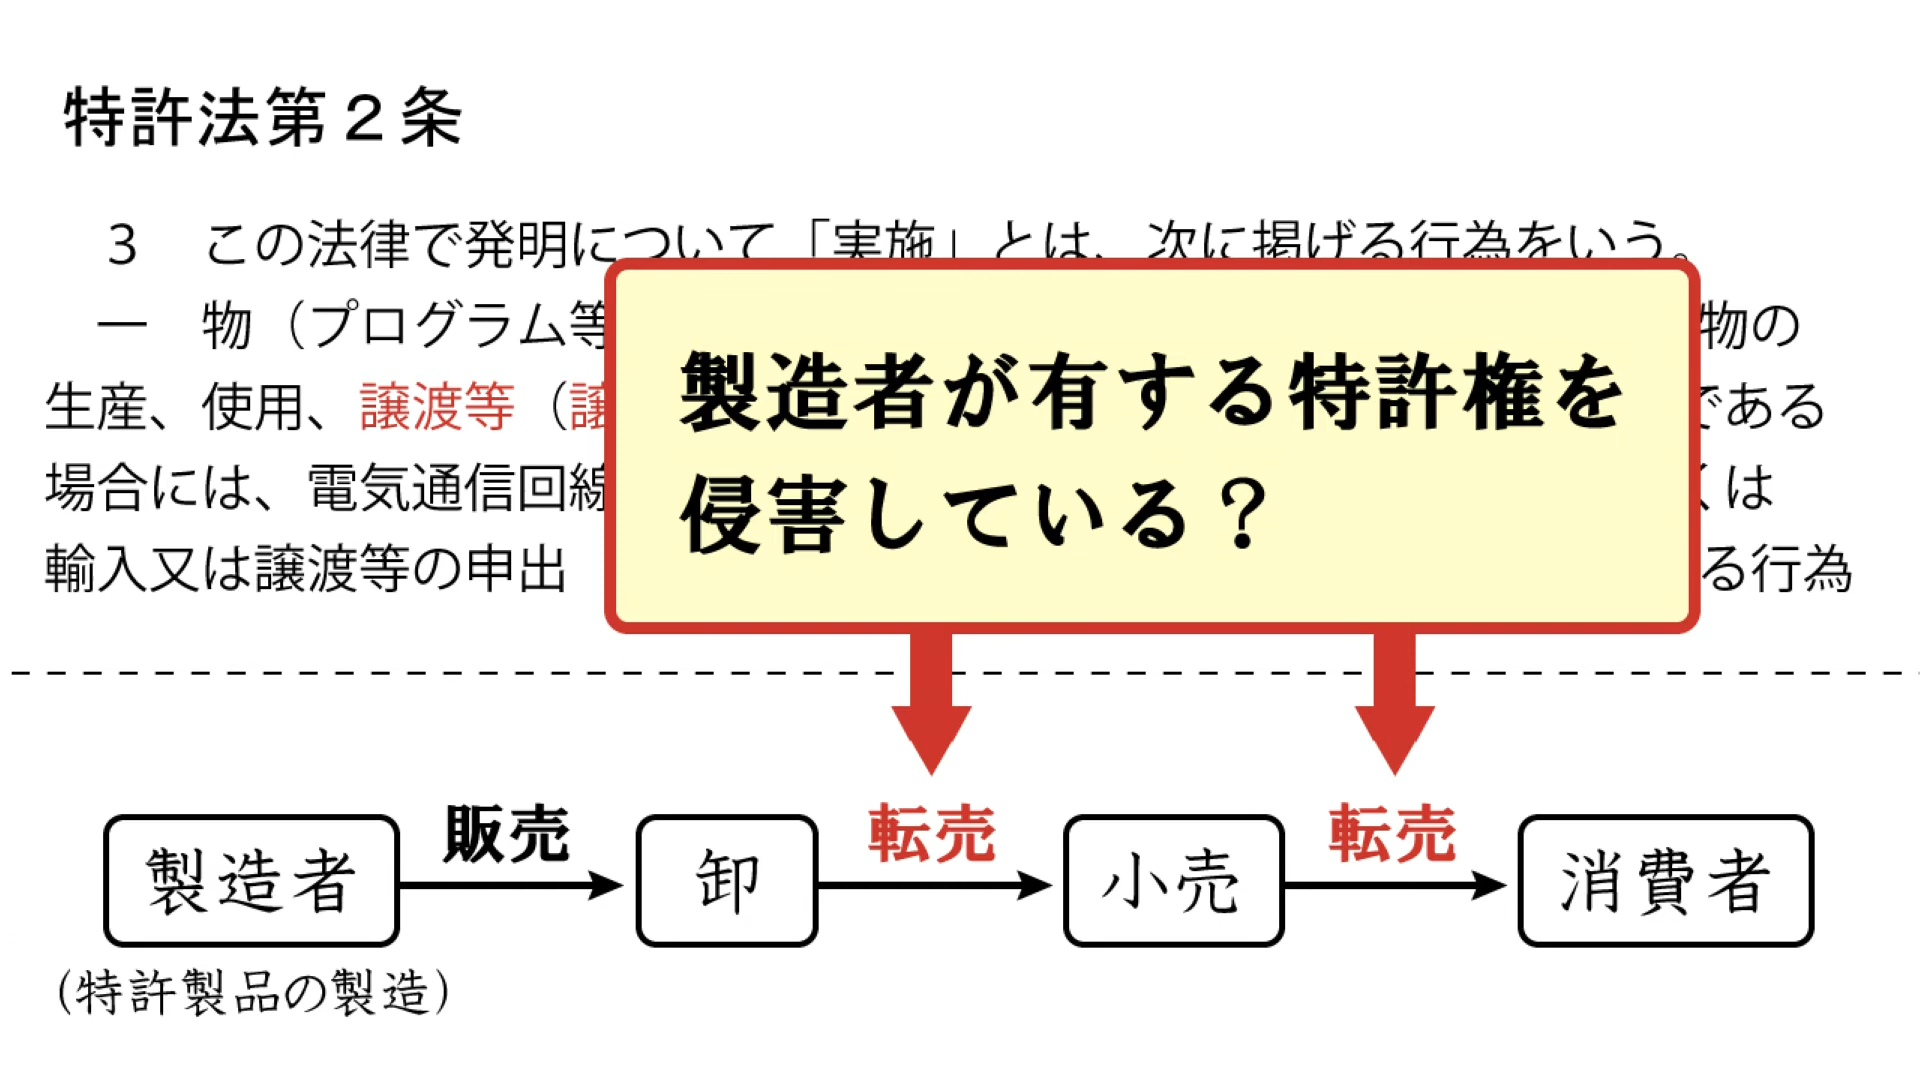 特許法第２条
３　この法律で発明について「実施」とは、次に掲げる行為をいう。
一　物（プログラム等
物の
生産、使用、譲渡等（譲
である
場合には、電気通信回線
くは
輸入又は譲渡等の申出
る行為
製造者が有する特許権を
侵害している？
製造者
販売
卸
転売
小売
転売
消費者
（特許製品の製造）